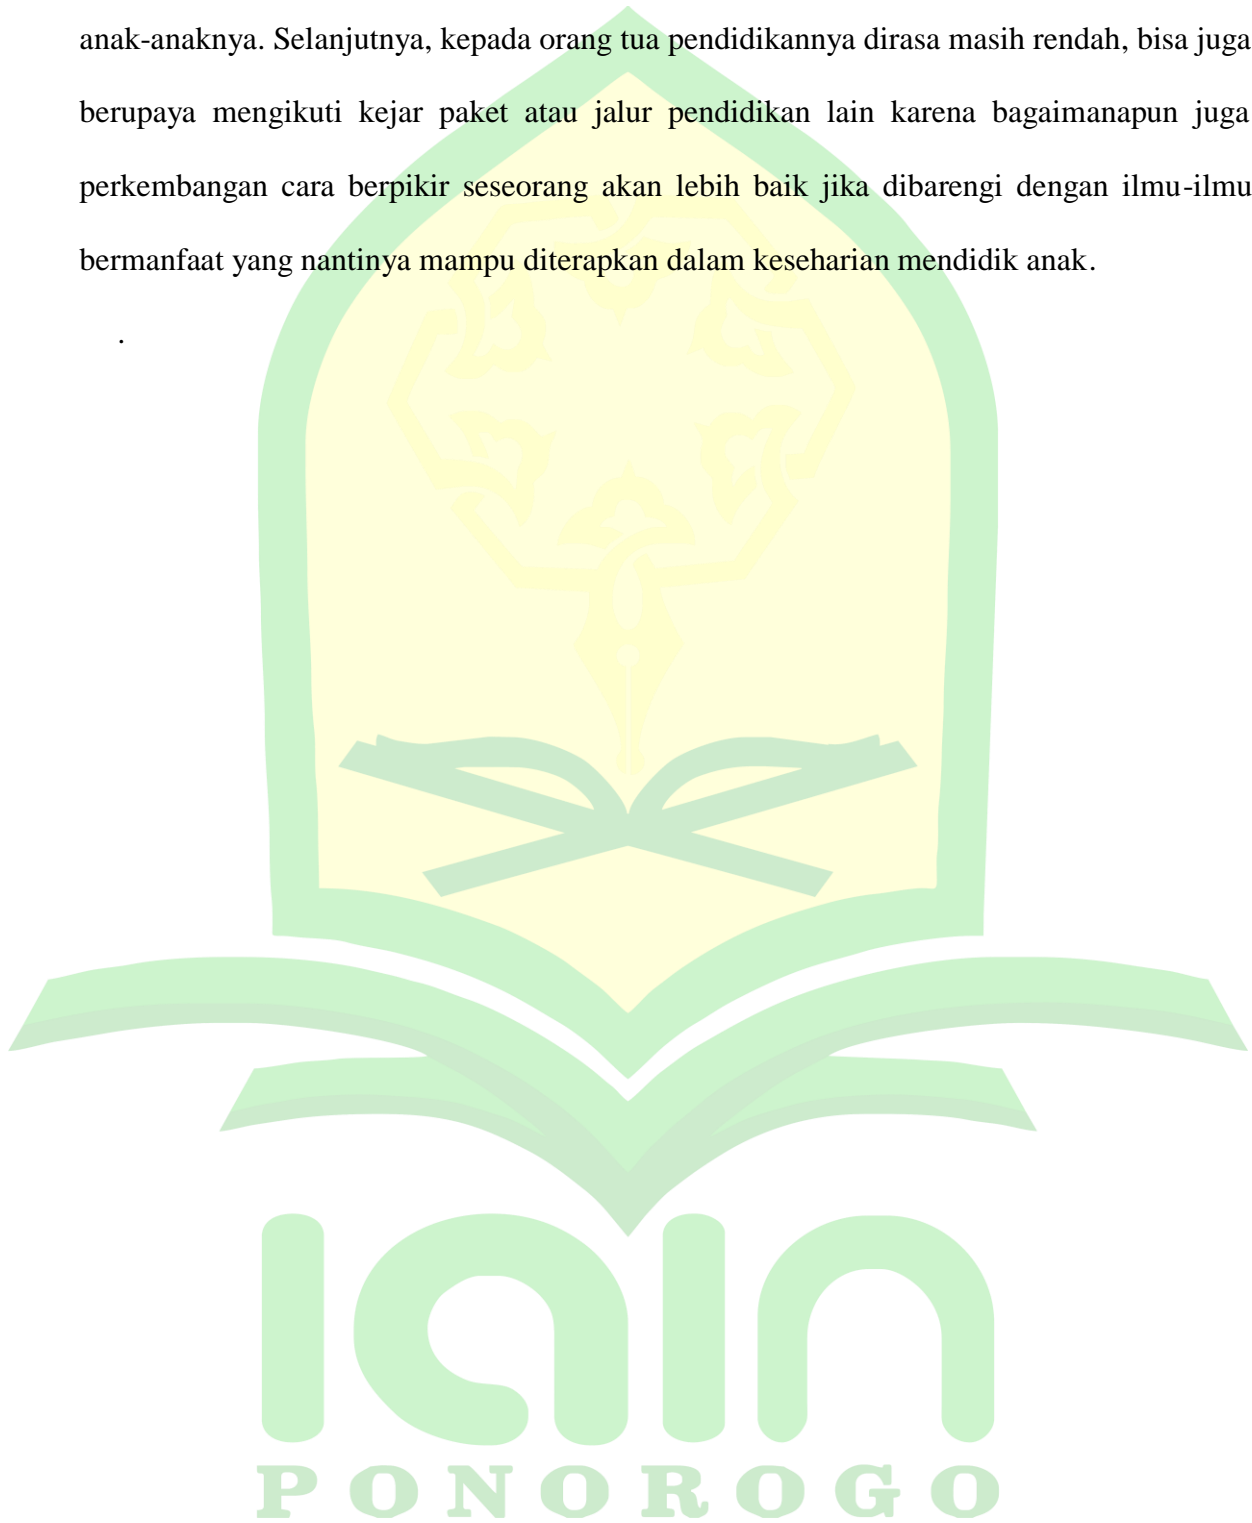 anak-anaknya. Selanjutnya, kepada orang tua pendidikannya dirasa masih rendah, bisa juga
berupaya mengikuti kejar paket atau jalur pendidikan lain karena bagaimanapun juga
perkembangan cara berpikir seseorang akan lebih baik jika dibarengi dengan ilmu-ilmu
bermanfaat yang nantinya mampu diterapkan dalam keseharian mendidik anak.
.
iain
PONOROGO